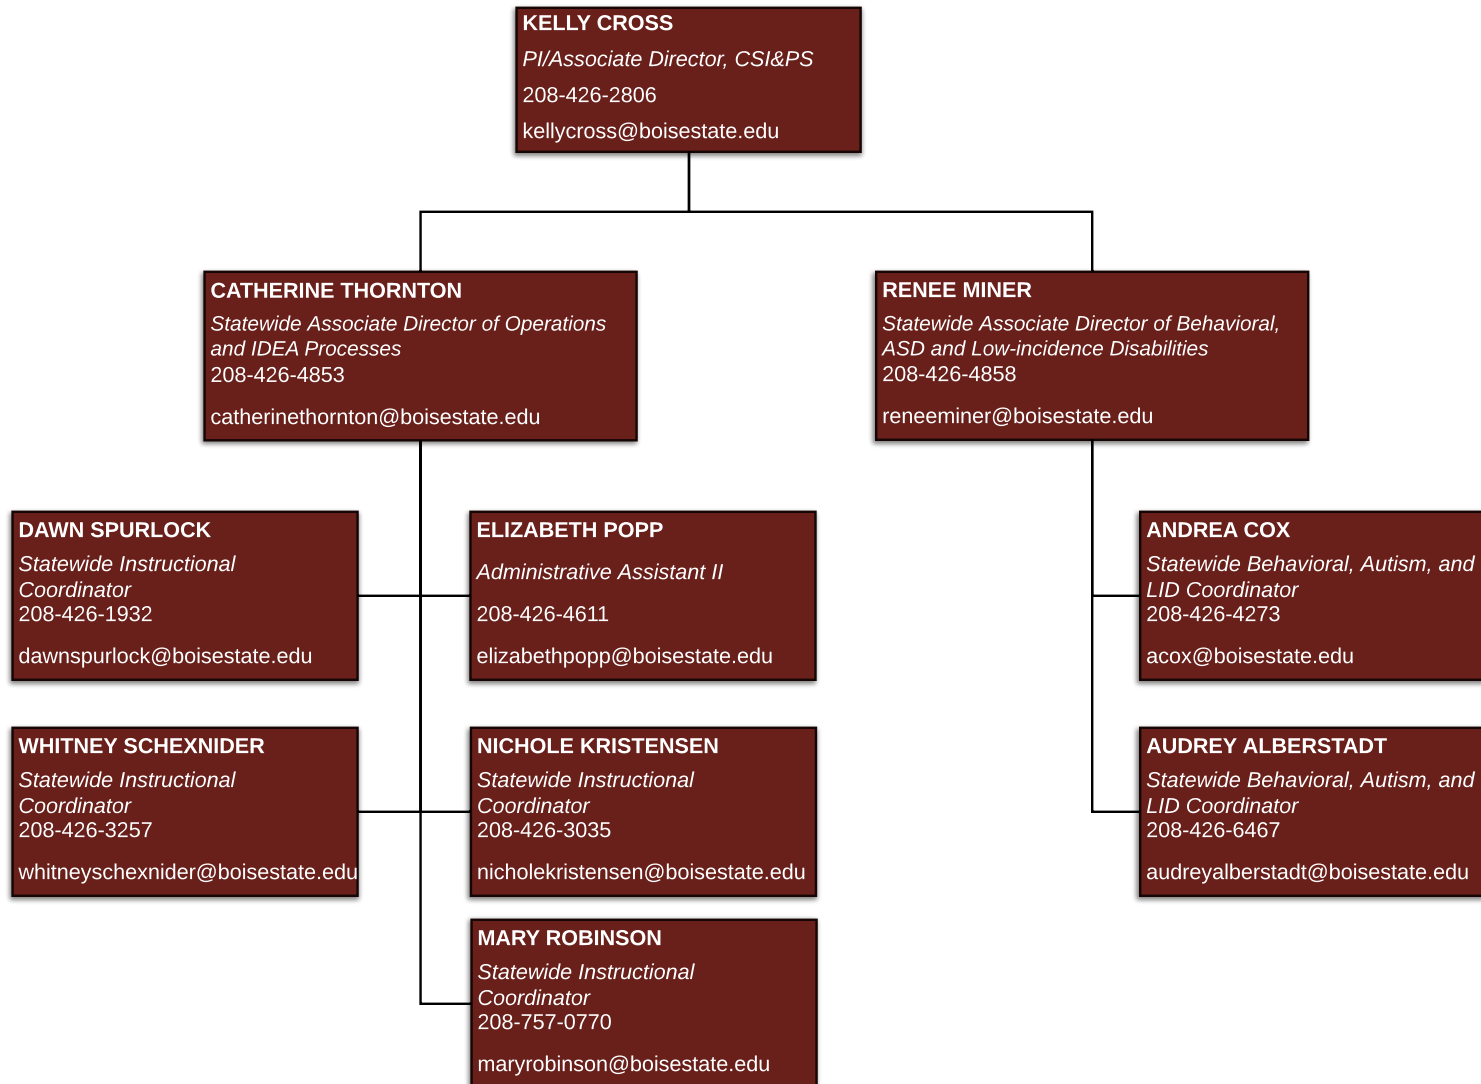 KELLY CROSS
PI/Associate Director, CSI&PS
208-426-2806
kellycross@boisestate.edu
CATHERINE THORNTON
Statewide Associate Director of Operations
and IDEA Processes
208-426-4853
catherinethornton@boisestate.edu
RENEE MINER
Statewide Associate Director of Behavioral,
ASD and Low-incidence Disabilities
208-426-4858
reneeminer@boisestate.edu
DAWN SPURLOCK
Statewide Instructional
Coordinator
208-426-1932
dawnspurlock@boisestate.edu
ELIZABETH POPP
Administrative Assistant II
208-426-4611
elizabethpopp@boisestate.edu
ANDREA COX
Statewide Behavioral, Autism, and
LID Coordinator
208-426-4273
acox@boisestate.edu
WHITNEY SCHEXNIDER
Statewide Instructional
Coordinator
208-426-3257
whitneyschexnider@boisestate.edu
NICHOLE KRISTENSEN
Statewide Instructional
Coordinator
208-426-3035
nicholekristensen@boisestate.edu
AUDREY ALBERSTADT
Statewide Behavioral, Autism, and
LID Coordinator
208-426-6467
audreyalberstadt@boisestate.edu
MARY ROBINSON
Statewide Instructional
Coordinator
208-757-0770
maryrobinson@boisestate.edu